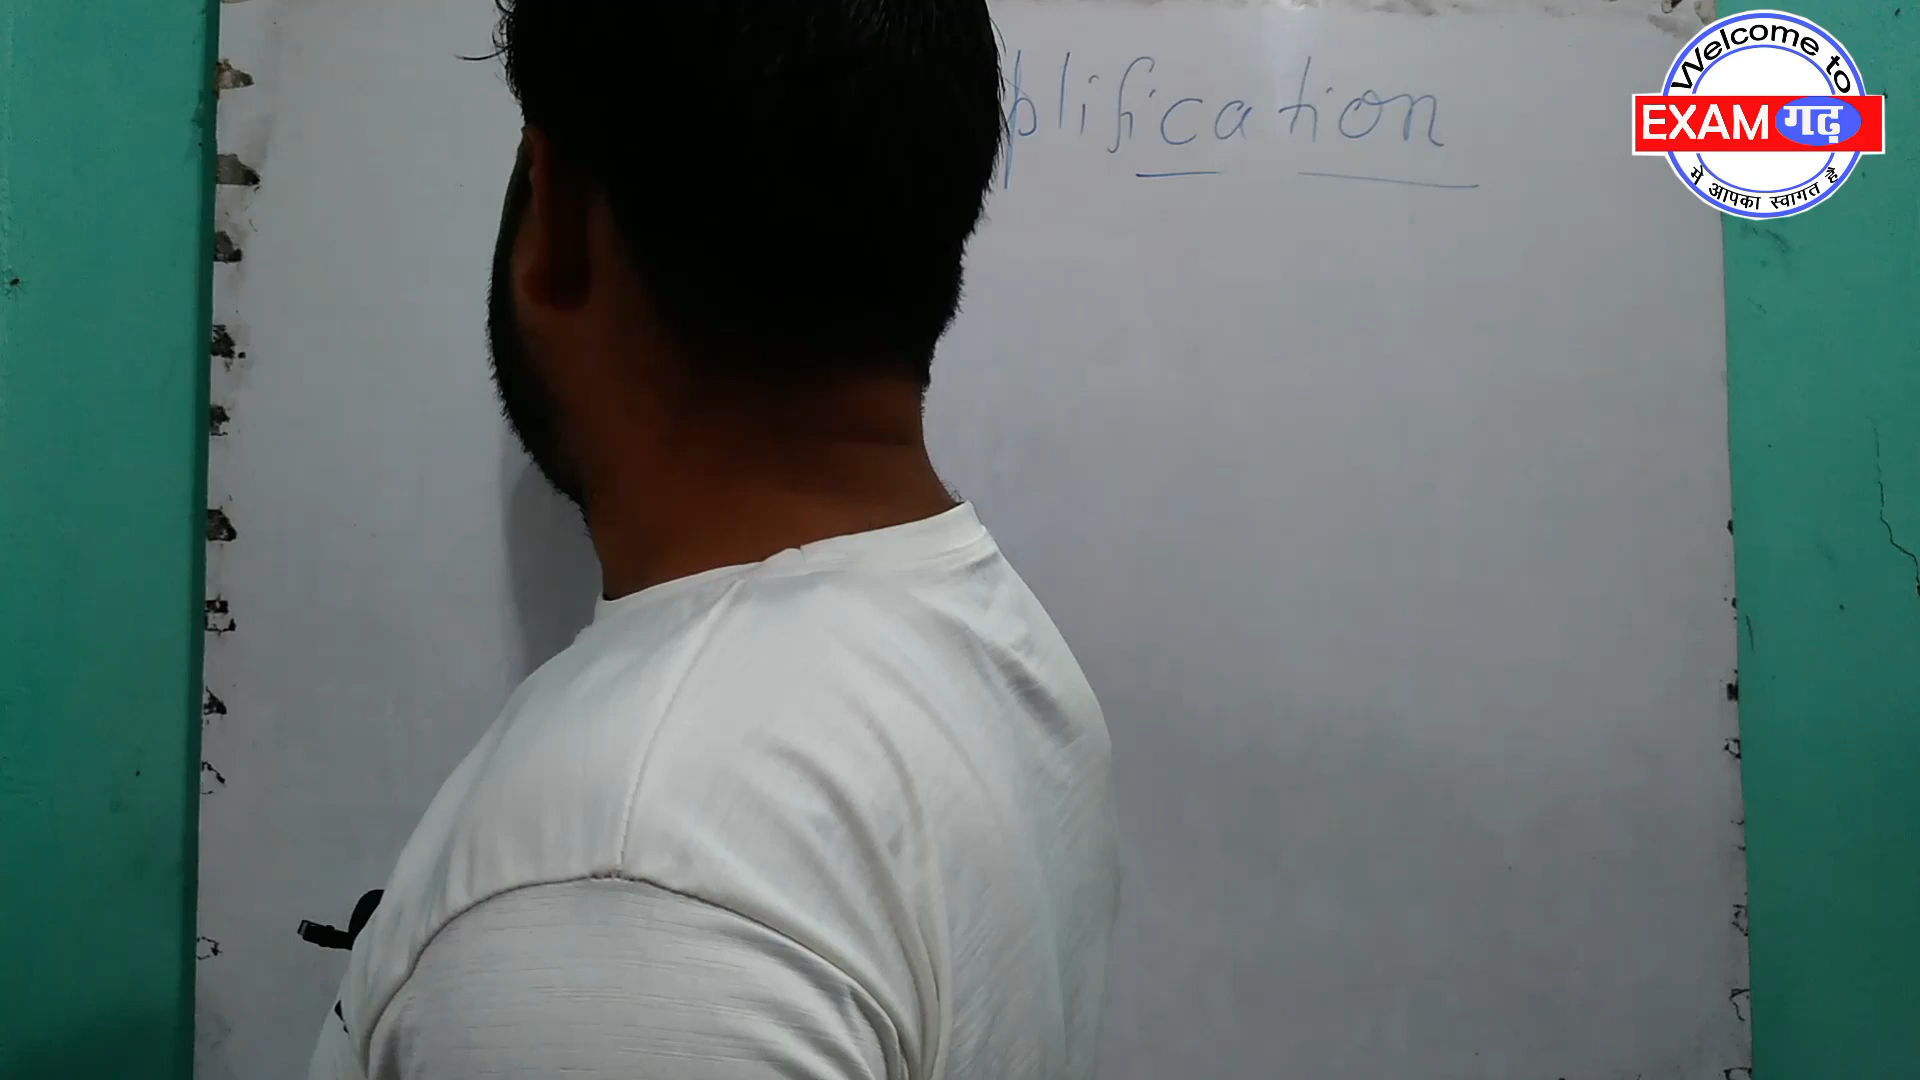 plification
Welcome to
EXAM गढ़
में आपका स्वागत है